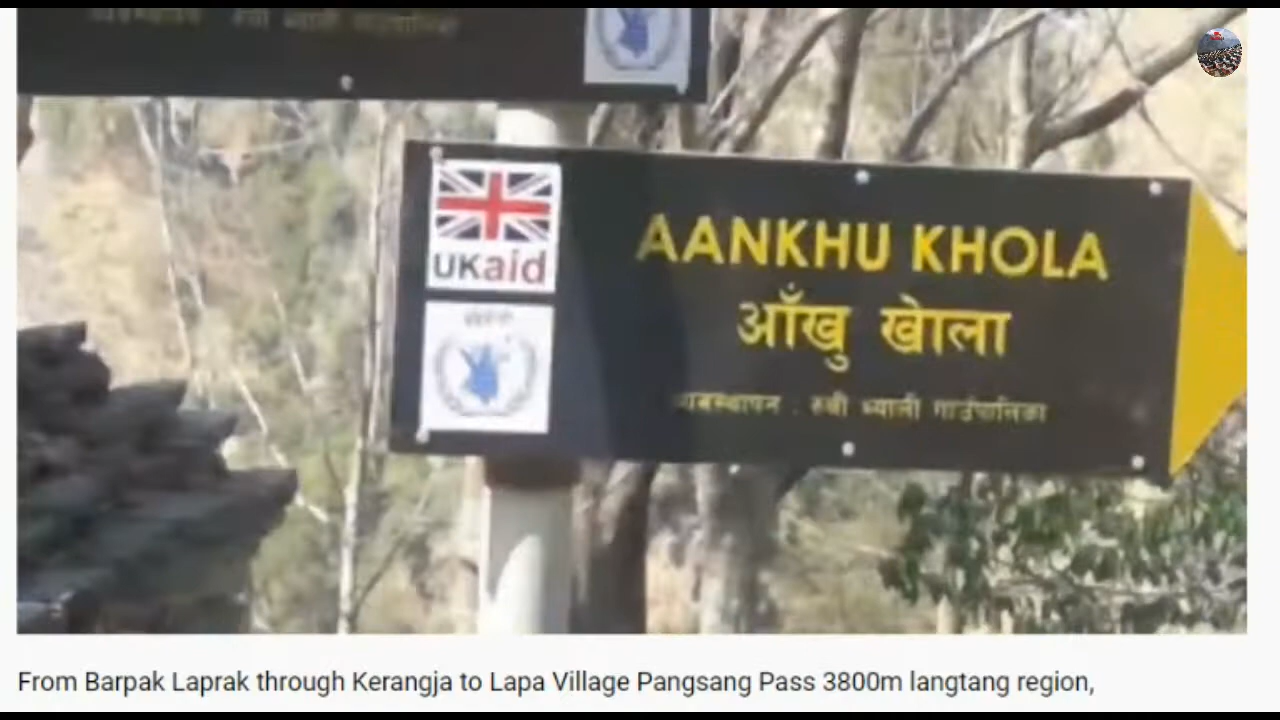 UKaid
AANKHU KHOLA
आँखु खोला
व्यवस्थापन : रुबी भ्याली गाउँपालिका
From Barpak Laprak through Kerangja to Lapa Village Pangsang Pass 3800m langtang region,